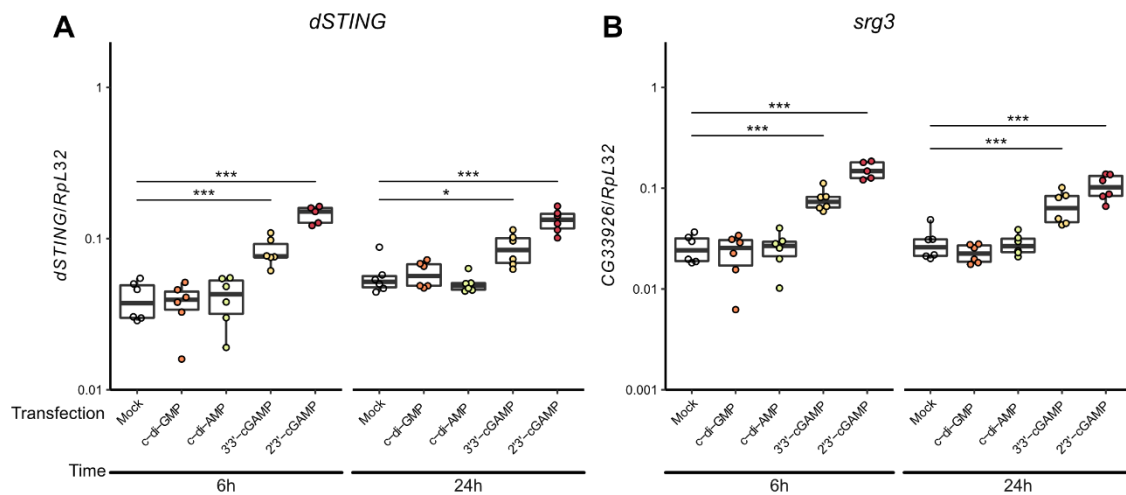 A
dSTING
1
0.1
0.01
dSTING/RpL32
***
***
***
*
Transfection
Mock
c-di-GMP
c-di-AMP
3'3'-cGAMP
2'3'-cGAMP
Mock
c-di-GMP
c-di-AMP
3'3'-cGAMP
2'3'-cGAMP
Time
6h
24h
B
srg3
1
0.1
0.01
0.001
CG33926/RpL32
***
***
***
***
Mock
c-di-GMP
c-di-AMP
3'3'-cGAMP
2'3'-cGAMP
Mock
c-di-GMP
c-di-AMP
3'3'-cGAMP
2'3'-cGAMP
6h
24h